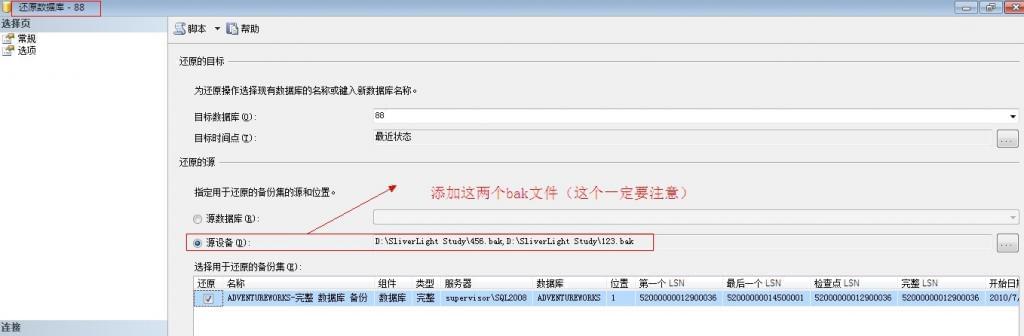 还原数据库 - 88
选择页
常规
选项
脚本 帮助
还原的目标
为还原操作选择现有数据库的名称或键入新数据库名称。
目标数据库(O): 88
目标时间点(T): 最近状态 ...
还原的源
指定用于还原的备份集的源和位置。
添加这两个bak文件（这个一定要注意）
源数据库(R):
源设备(D): D:\SliverLight Study\456.bak,D:\SliverLight Study\123.bak ...
选择用于还原的备份集(E):
还原 名称 组件 类型 服务器 数据库 位置 第一个 LSN 最后一个 LSN 检查点 LSN 完整 LSN 开始日期
ADVENTUREWORKS-完整 数据库 备份 数据库 完整 supervisor\SQL2008 ADVENTUREWORKS 1 52000000012900036 52000000014500001 52000000012900036 52000000012900036 2010/7/
连接